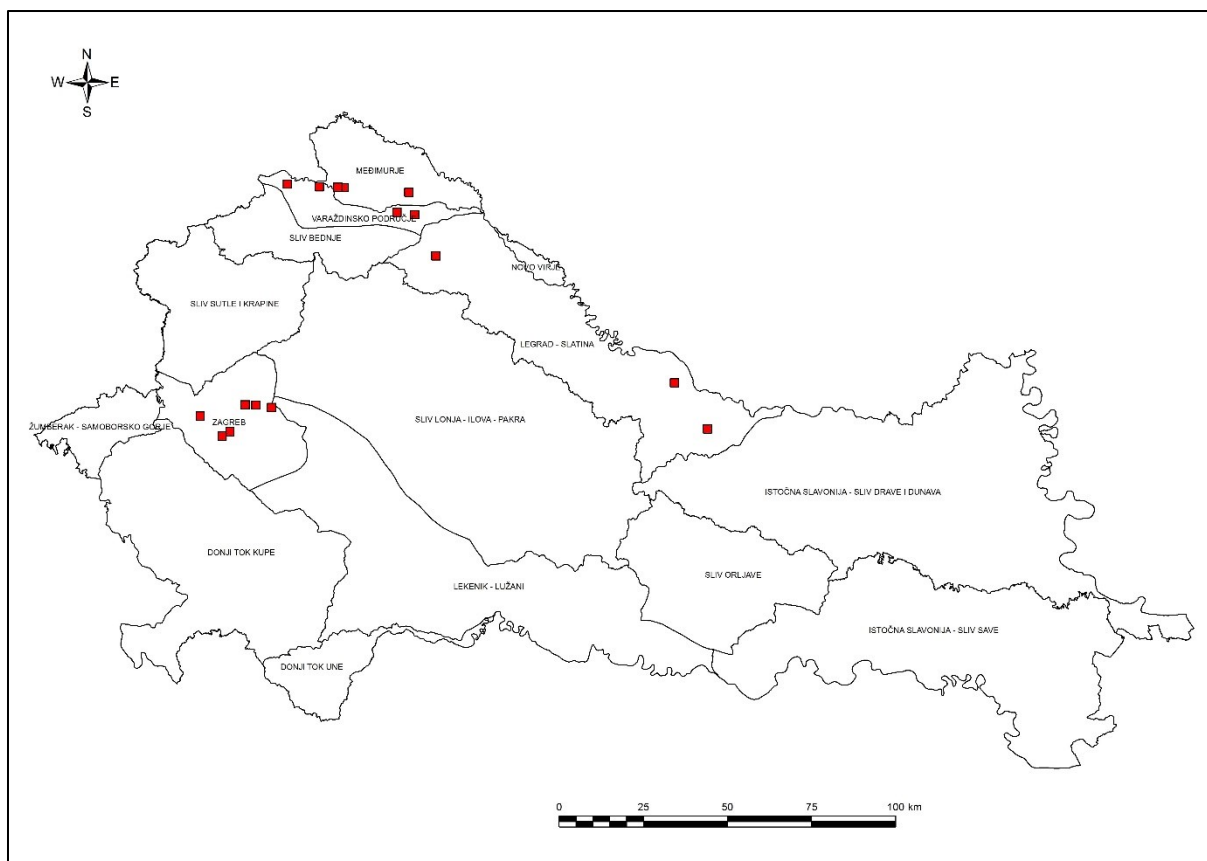 N
W E
S
MEĐIMURJE
VARAŽDINSKO PODRUČJE
SLIV BEDNJE
NOVO VIRJE
SLIV SUTLE I KRAPINE
LEGRAD - SLATINA
SLIV LONJA - ILOVA - PAKRA
ZAGREB
ŽUMBERAK - SAMOBORSKO GORJE
ISTOČNA SLAVONIJA - SLIV DRAVE I DUNAVA
DONJI TOK KUPE
SLIV ORLJAVE
LEKENIK - LUŽANI
ISTOČNA SLAVONIJA - SLIV SAVE
DONJI TOK UNE
0 25 50 75 100 km